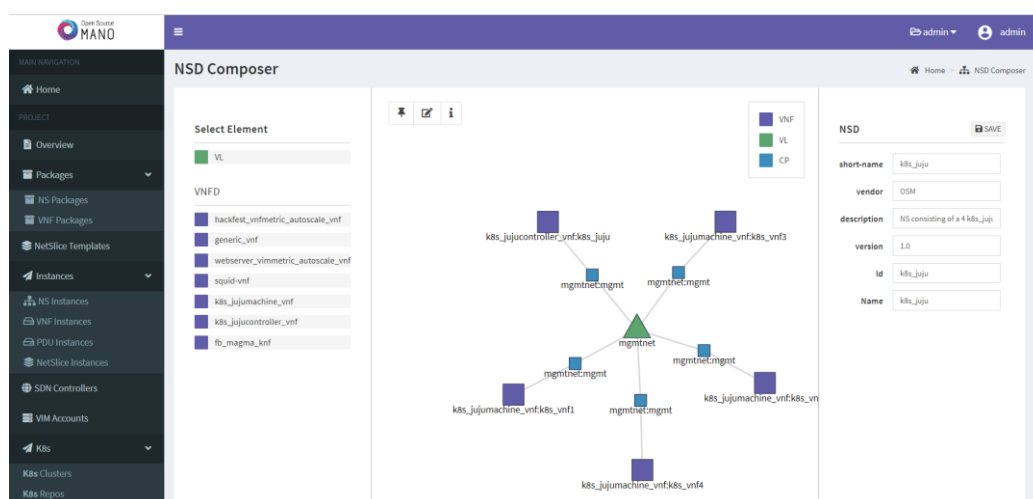 Open Source
MANO
admin
admin
MAIN NAVIGATION
Home
PROJECT
Overview
Packages
NS Packages
VNF Packages
NetSlice Templates
Instances
NS Instances
VNF Instances
PDU Instances
NetSlice Instances
SDN Controllers
VIM Accounts
K8s
K8s Clusters
K8s Repos
NSD Composer
Home > NSD Composer
Select Element
VL
VNFD
hackfest_vnfmetric_autoscale_vnf
generic_vnf
webserver_vimmetric_autoscale_vnf
squid-vnf
k8s_jujumachine_vnf
k8s_jujucontroller_vnf
fb_magma_knf
VNF
VL
CP
k8s_jujucontroller_vnf:k8s_juju
k8s_jujumachine_vnf:k8s_vnf3
mgmtnet:mgmt
mgmtnet:mgmt
mgmtnet
mgmtnet:mgmt
mgmtnet:mgmt
k8s_jujumachine_vnf:k8s_vn
k8s_jujumachine_vnf:k8s_vnf1
mgmtnet:mgmt
k8s_jujumachine_vnf:k8s_vnf4
NSD
SAVE
short-name k8s_juju
vendor OSM
description NS consisting of a 4 k8s_juju
version 1.0
Id k8s_juju
Name k8s_juju